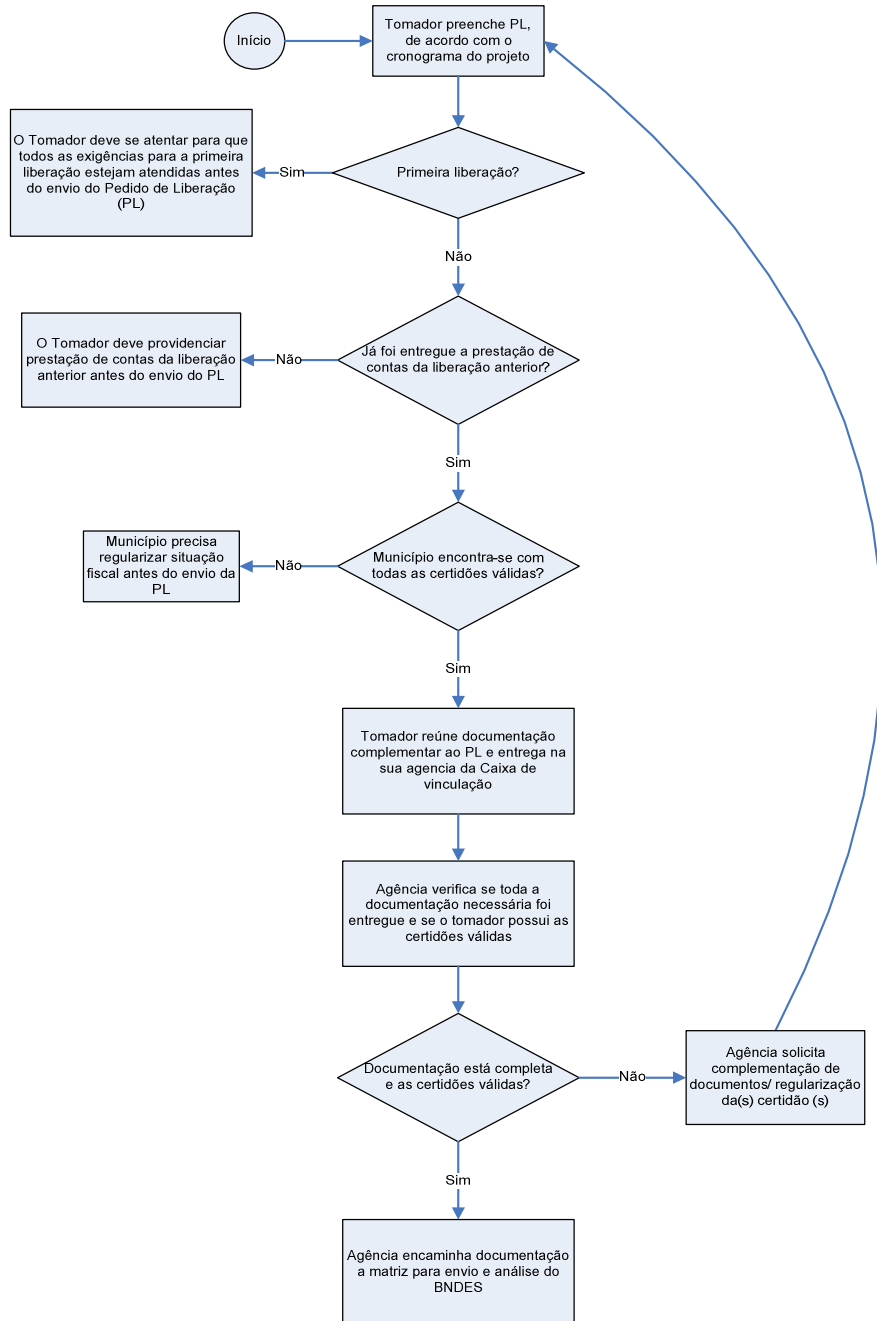 Início
Tomador preenche PL,
de acordo com o
cronograma do projeto
O Tomador deve se atentar para que
todos as exigências para a primeira
liberação estejam atendidas antes
do envio do Pedido de Liberação
(PL)
Sim
Primeira liberação?
Não
O Tomador deve providenciar
prestação de contas da liberação
anterior antes do envio do PL
Não
Já foi entregue a prestação de
contas da liberação anterior?
Sim
Município precisa
regularizar situação
fiscal antes do envio da
PL
Não
Município encontra-se com
todas as certidões válidas?
Sim
Tomador reúne documentação
complementar ao PL e entrega na
sua agencia da Caixa de
vinculação
Agência verifica se toda a
documentação necessária foi
entregue e se o tomador possui as
certidões válidas
Documentação está completa
e as certidões válidas?
Não
Agência solicita
complementação de
documentos/ regularização
da(s) certidão (s)
Sim
Agência encaminha documentação
a matriz para envio e análise do
BNDES